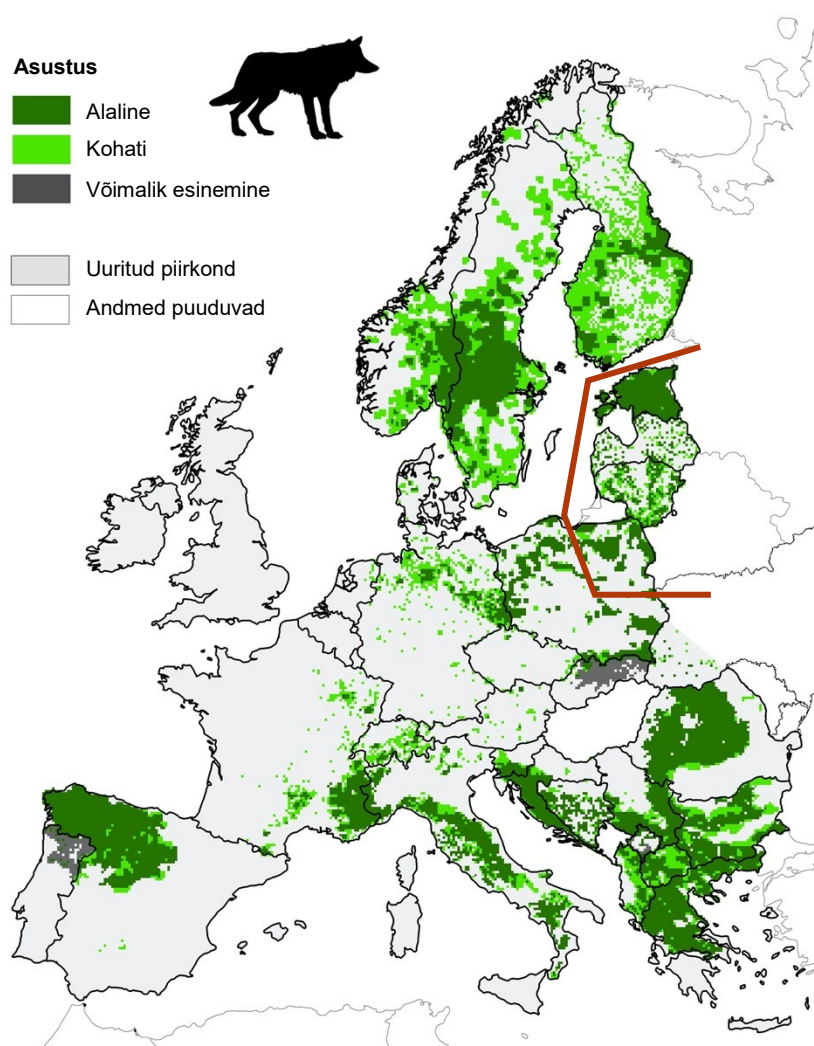 Asustus
Alaline
Kohati
Võimalik esinemine
Uuritud piirkond
Andmed puuduvad